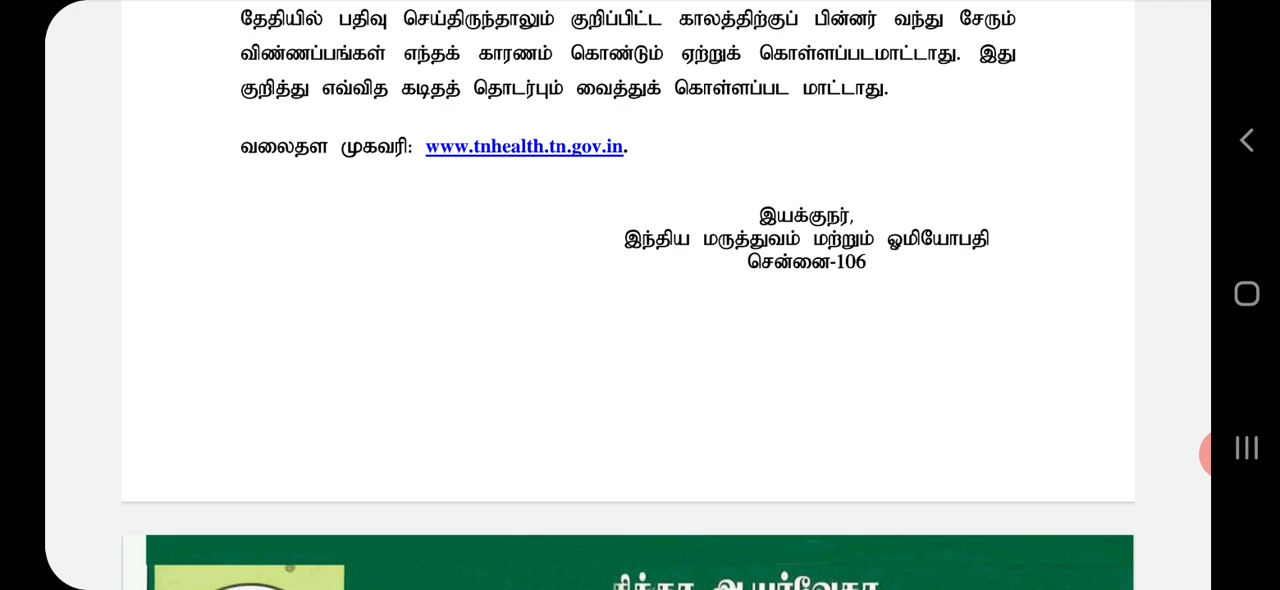 தேதியில் பதிவு செய்திருந்தாலும் குறிப்பிட்ட காலத்திற்குப் பின்னர் வந்து சேரும்
விண்ணப்பங்கள் எந்தக் காரணம் கொண்டும் ஏற்றுக் கொள்ளப்படமாட்டாது. இது
குறித்து எவ்வித கடிதத் தொடர்பும் வைத்துக் கொள்ளப்பட மாட்டாது.
வலைதள முகவரி: www.tnhealth.tn.gov.in.
இயக்குநர்,
இந்திய மருத்துவம் மற்றும் ஓமியோபதி
சென்னை-106